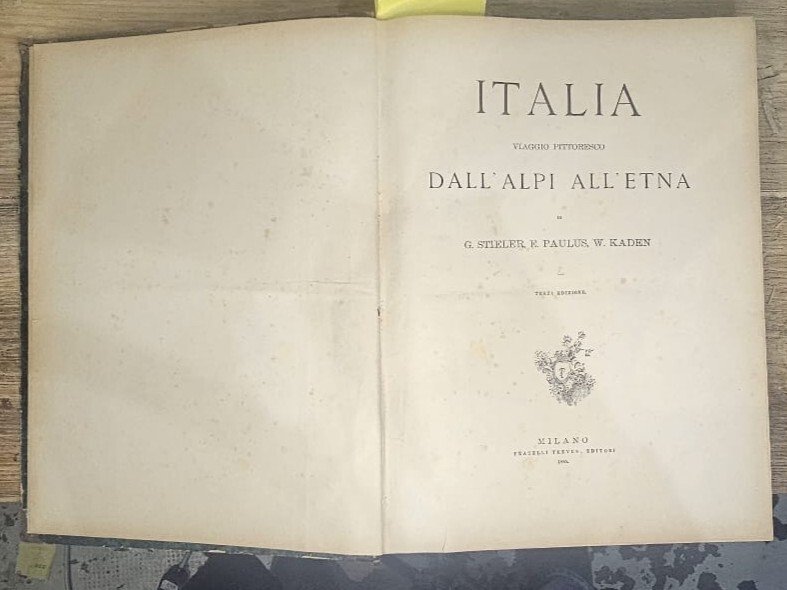 ITALIA
VIAGGIO PITTORESCO
DALL'ALPI ALL'ETNA
DI
G. STIELER, E. PAULUS, W. KADEN
TERZA EDIZIONE.
MILANO
FRATELLI TREVES, EDITORI